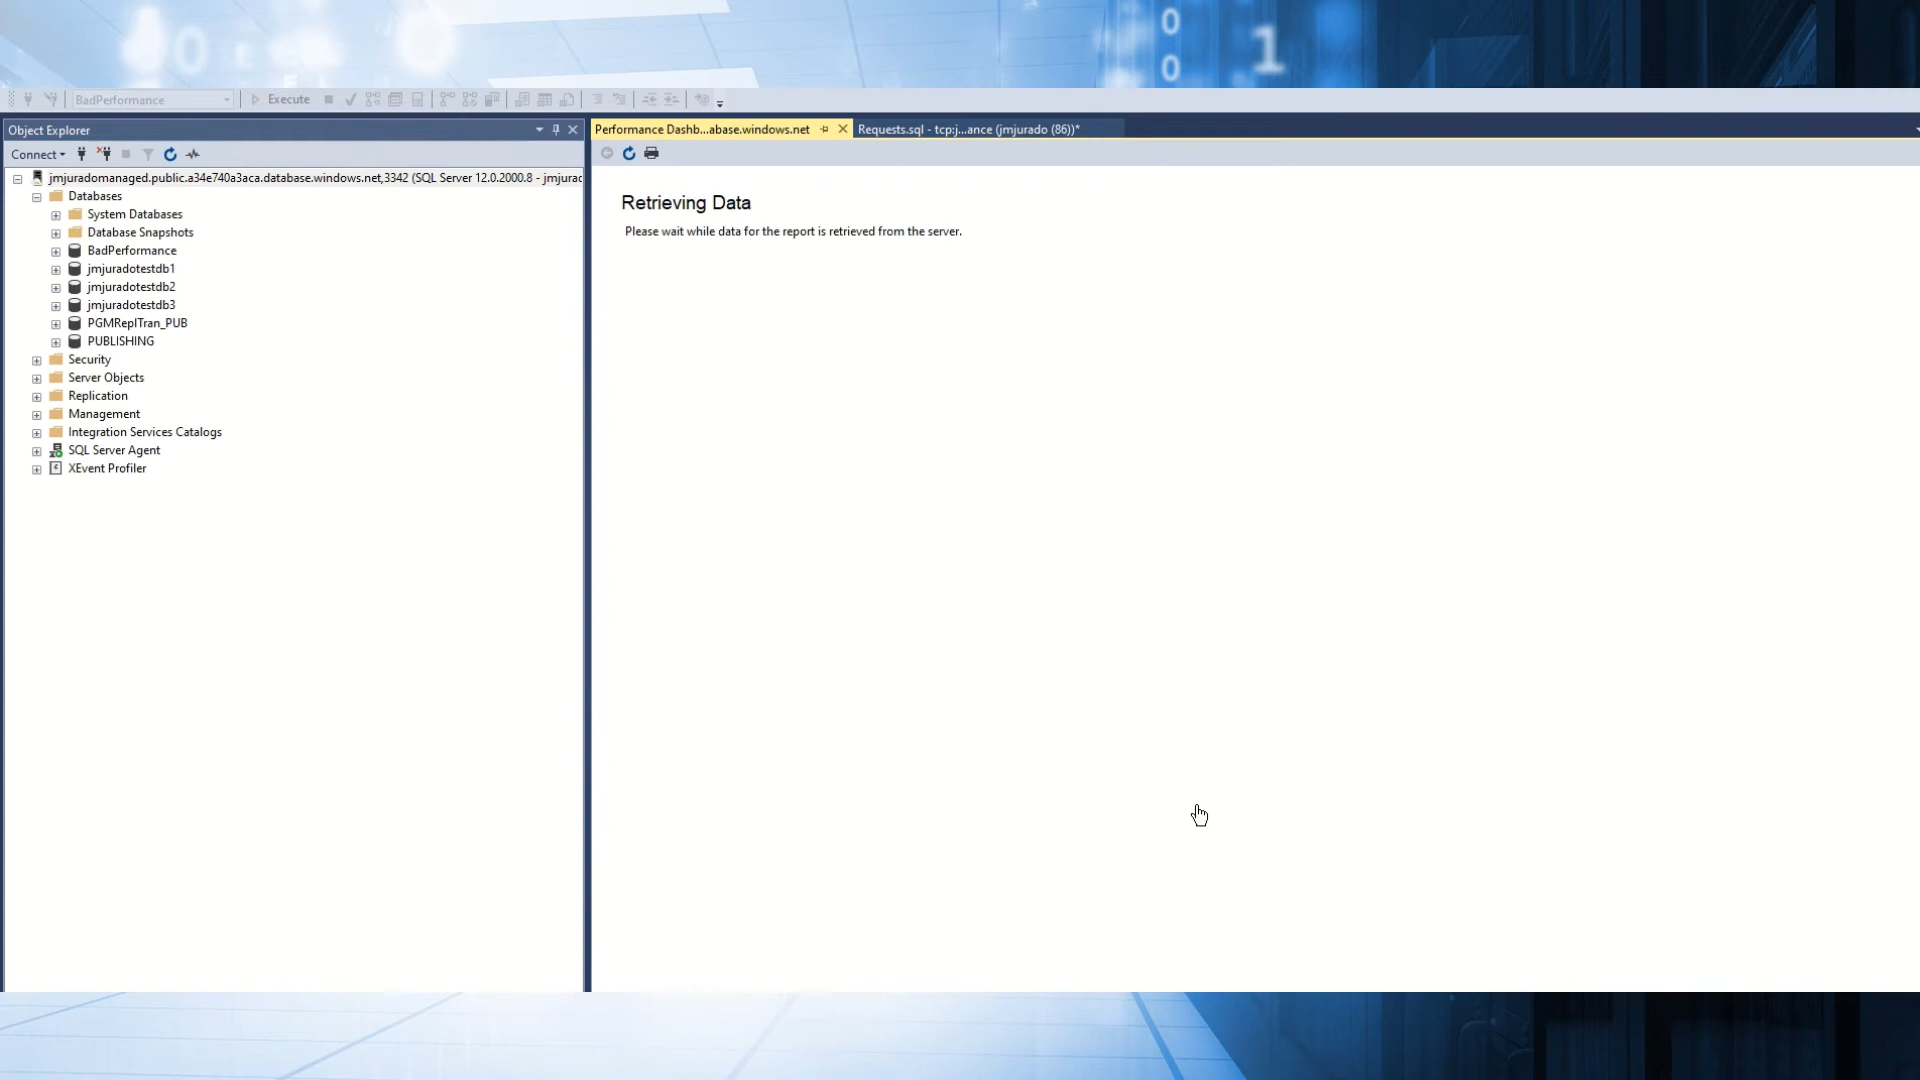 0
0
1
0
BadPerformance
Execute
Object Explorer
Performance Dashb...abase.windows.net
Requests.sql - tcp:j...ance (jmjurado (86))*
Connect
jmjuradomanaged.public.a34e740a3aca.database.windows.net,3342 (SQL Server 12.0.2000.8 - jmjurac
Databases
System Databases
Database Snapshots
BadPerformance
jmjuradotestdb1
jmjuradotestdb2
jmjuradotestdb3
PGMReplTran_PUB
PUBLISHING
Security
Server Objects
Replication
Management
Integration Services Catalogs
SQL Server Agent
XEvent Profiler
Retrieving Data
Please wait while data for the report is retrieved from the server.